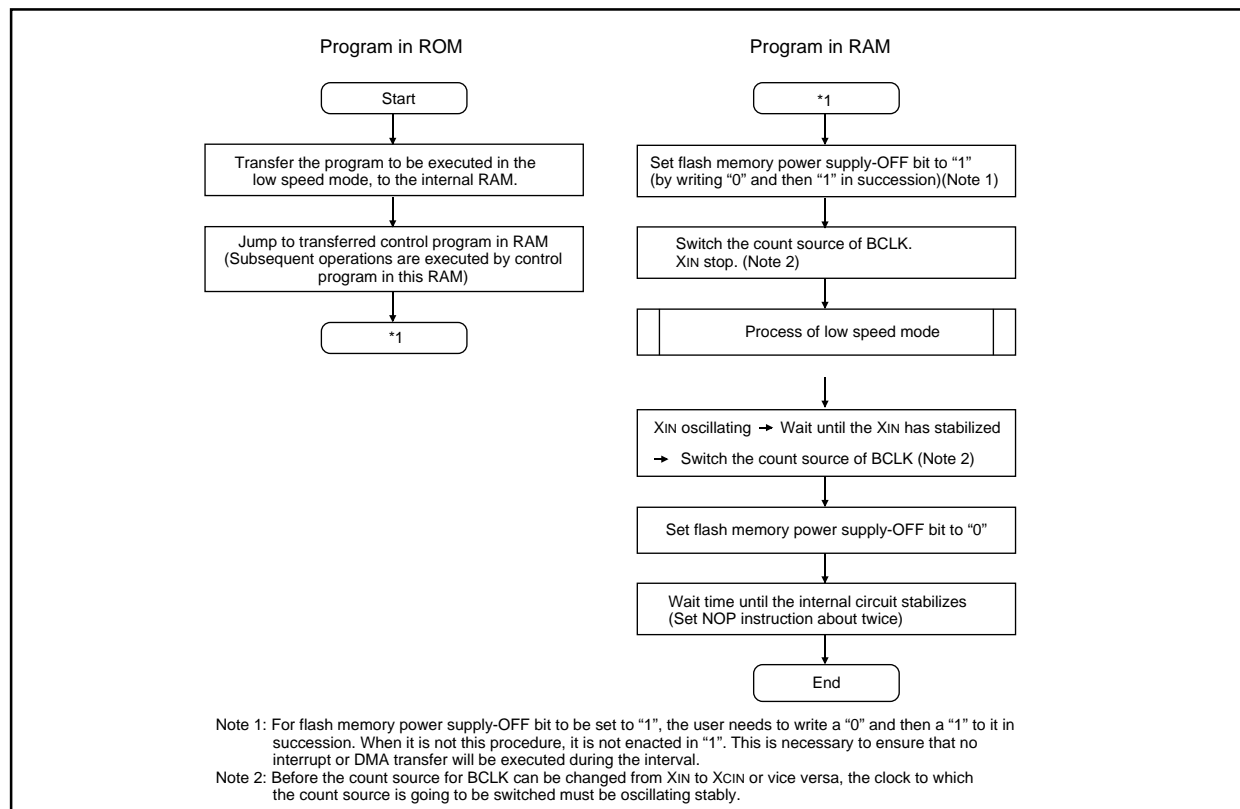 Program in ROM
Start
Transfer the program to be executed in the
low speed mode, to the internal RAM.
Jump to transferred control program in RAM
(Subsequent operations are executed by control
program in this RAM)
*1
Program in RAM
*1
Set flash memory power supply-OFF bit to “1”
(by writing “0” and then “1” in succession)(Note 1)
Switch the count source of BCLK.
XIN stop. (Note 2)
Process of low speed mode
XIN oscillating → Wait until the XIN has stabilized
→ Switch the count source of BCLK (Note 2)
Set flash memory power supply-OFF bit to “0”
Wait time until the internal circuit stabilizes
(Set NOP instruction about twice)
End
Note 1: For flash memory power supply-OFF bit to be set to “1”, the user needs to write a “0” and then a “1” to it in
succession. When it is not this procedure, it is not enacted in “1”. This is necessary to ensure that no
interrupt or DMA transfer will be executed during the interval.
Note 2: Before the count source for BCLK can be changed from XIN to XCIN or vice versa, the clock to which
the count source is going to be switched must be oscillating stably.